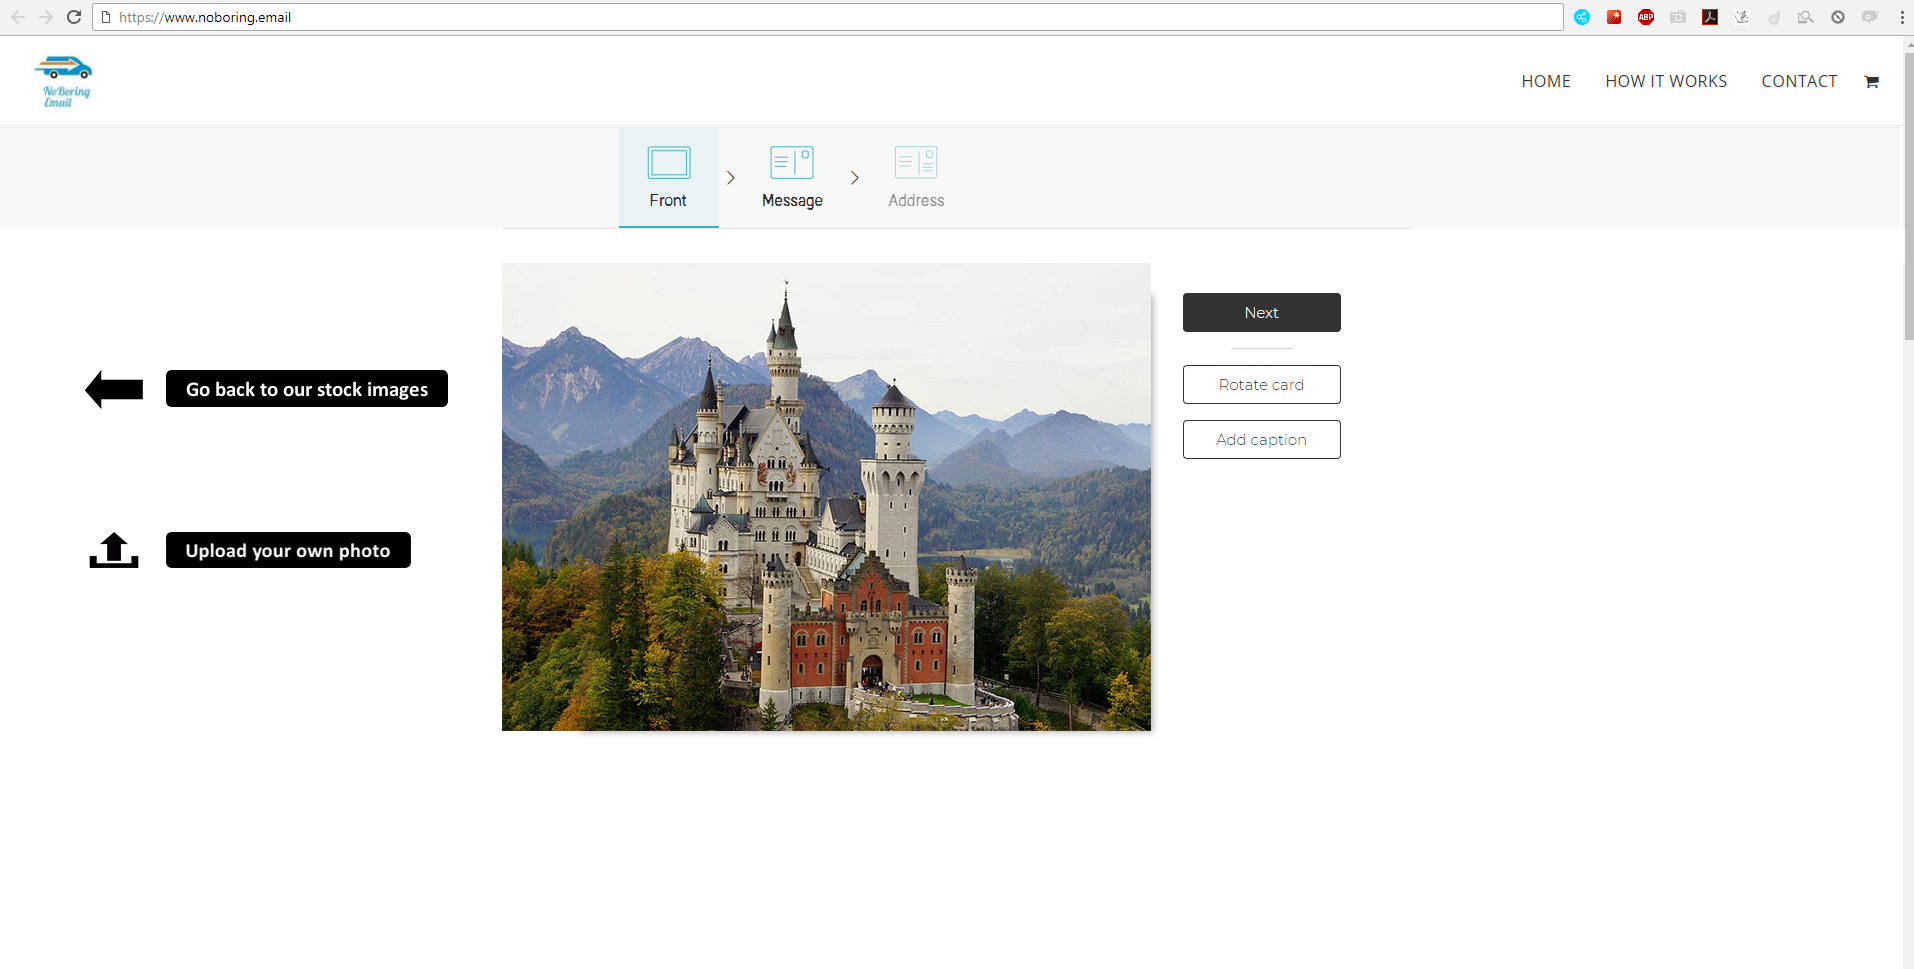 https://www.noboring.email
ABP
NoBoring
Email
HOME
HOW IT WORKS
CONTACT
Front
Message
Address
Next
Go back to our stock images
Rotate card
Add caption
Upload your own photo